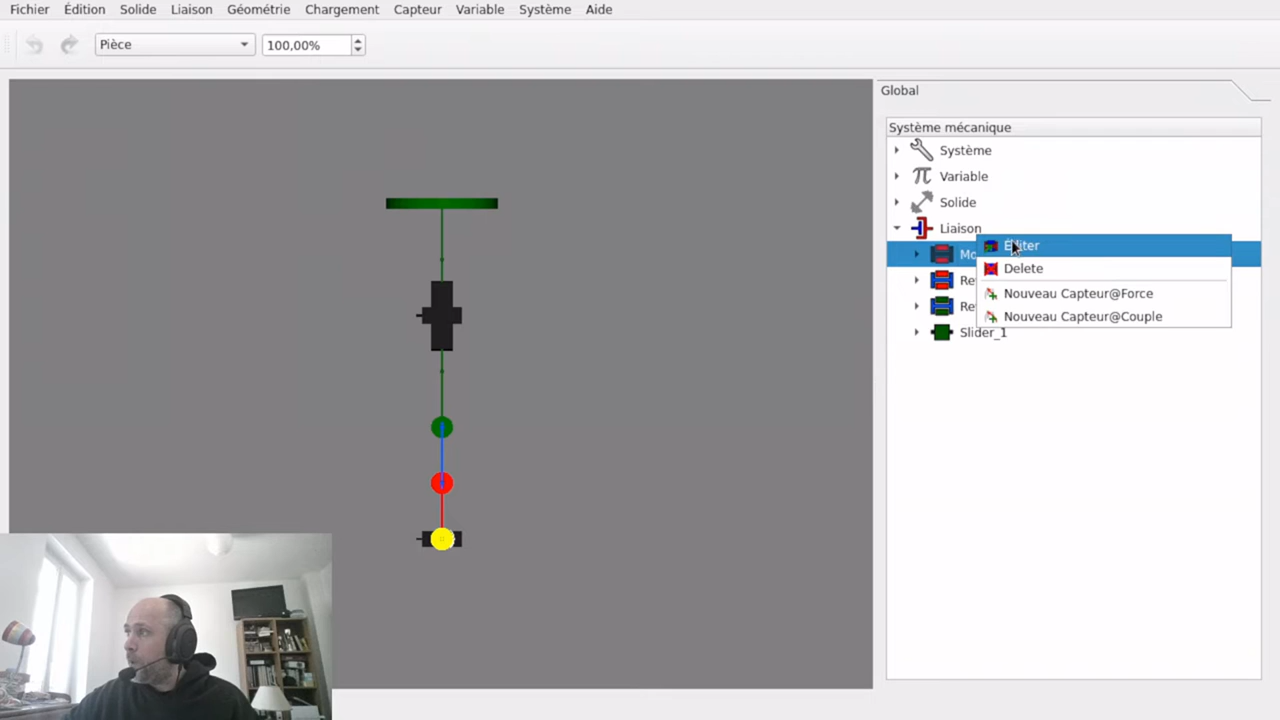 Fichier Édition Solide Liaison Géométrie Chargement Capteur Variable Système Aide
Pièce 100,00%
Global
Système mécanique
Système
Variable
Solide
Liaison
Éditer
Delete
Nouveau Capteur@Force
Nouveau Capteur@Couple
Slider_1